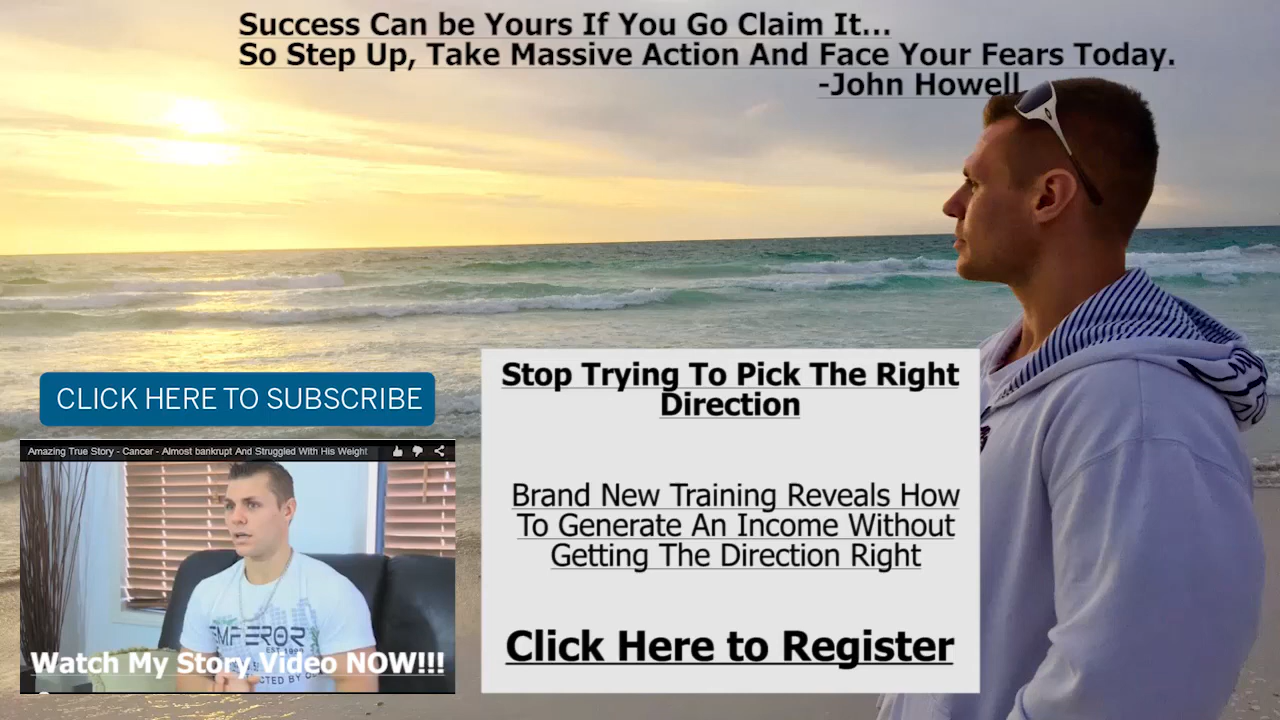 Success Can be Yours If You Go Claim It...
So Step Up, Take Massive Action And Face Your Fears Today.
-John Howell
CLICK HERE TO SUBSCRIBE
Amazing True Story - Cancer - Almost bankrupt And Struggled With His Weight
EMPEROR
EST 1989
Watch My Story Video NOW!!!
Stop Trying To Pick The Right
Direction
Brand New Training Reveals How
To Generate An Income Without
Getting The Direction Right
Click Here to Register